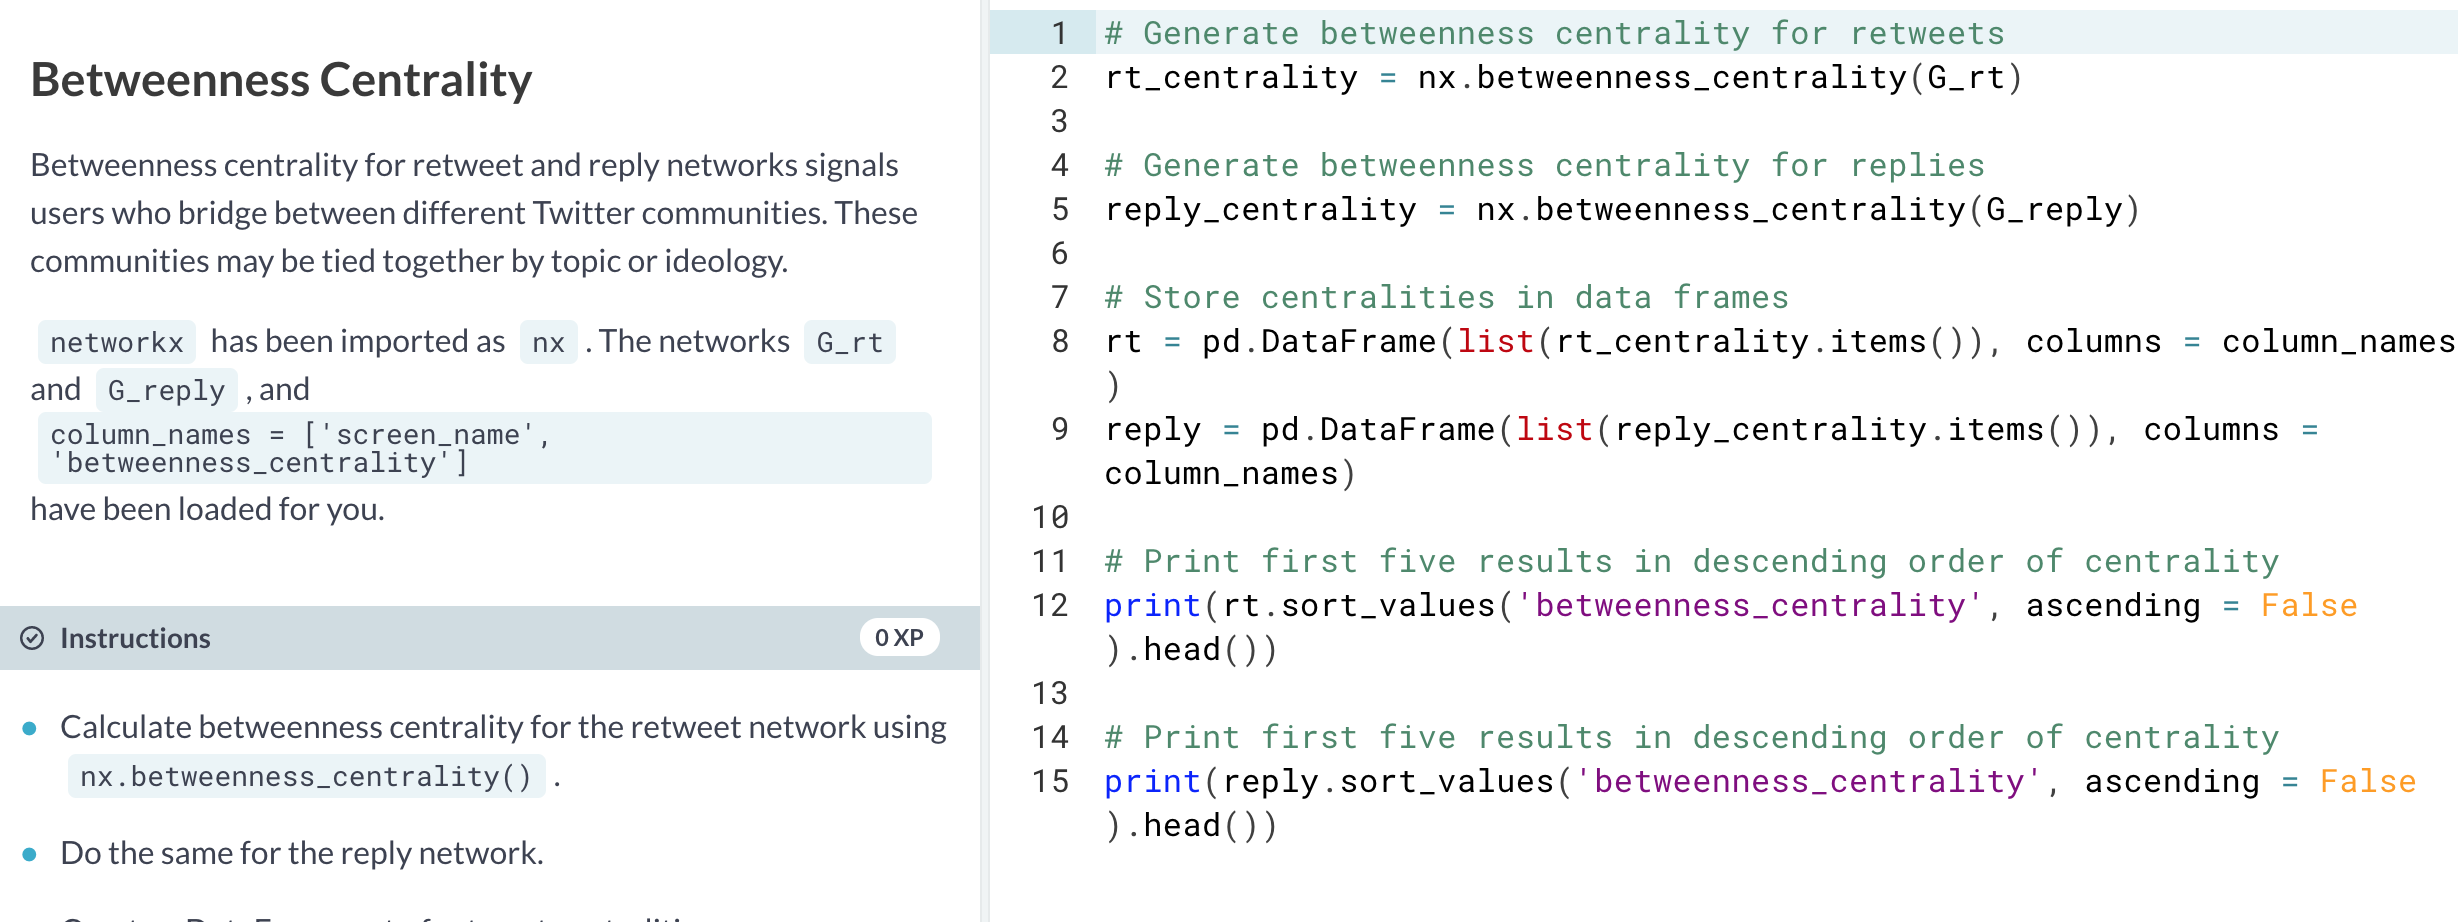 Betweenness Centrality
Betweenness centrality for retweet and reply networks signals
users who bridge between different Twitter communities. These
communities may be tied together by topic or ideology.
networkx has been imported as nx . The networks G_rt
and G_reply , and
column_names = ['screen_name',
'betweenness_centrality']
have been loaded for you.
Instructions
0 XP
Calculate betweenness centrality for the retweet network using
nx.betweenness_centrality() .
Do the same for the reply network.
1 # Generate betweenness centrality for retweets
2 rt_centrality = nx.betweenness_centrality(G_rt)
3
4 # Generate betweenness centrality for replies
5 reply_centrality = nx.betweenness_centrality(G_reply)
6
7 # Store centralities in data frames
8 rt = pd.DataFrame(list(rt_centrality.items()), columns = column_names
)
9 reply = pd.DataFrame(list(reply_centrality.items()), columns =
column_names)
10
11 # Print first five results in descending order of centrality
12 print(rt.sort_values('betweenness_centrality', ascending = False
).head())
13
14 # Print first five results in descending order of centrality
15 print(reply.sort_values('betweenness_centrality', ascending = False
).head())